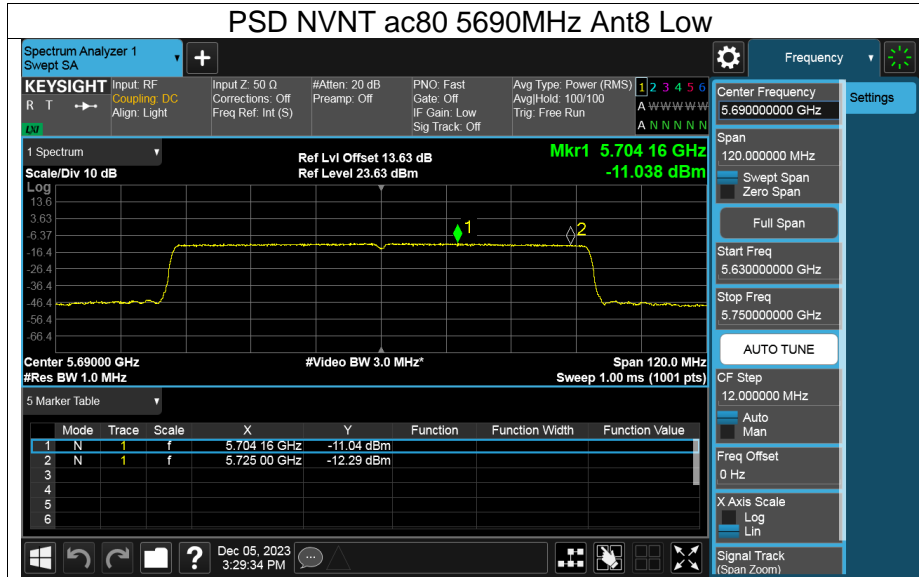 PSD NVNT ac80 5690MHz Ant8 Low
Spectrum Analyzer 1
Swept SA
+
Frequency
KEYSIGHT Input: RF Input Z: 50 Ω #Atten: 20 dB PNO: Fast Avg Type: Power (RMS) 1 2 3 4 5 6
R T Coupling: DC Corrections: Off Preamp: Off Gate: Off Avg|Hold: 100/100 A W W W W W
Align: Light Freq Ref: Int (S) IF Gain: Low Trig: Free Run
LXI Sig Track: Off A N N N N N
Center Frequency
5.690000000 GHz
Settings
Span
120.000000 MHz
Swept Span
Zero Span
Full Span
Start Freq
5.630000000 GHz
Stop Freq
5.750000000 GHz
AUTO TUNE
CF Step
12.000000 MHz
Auto
Man
Freq Offset
0 Hz
X Axis Scale
Log
Lin
Signal Track
(Span Zoom)
1 Spectrum
Ref Lvl Offset 13.63 dB
Mkr1 5.704 16 GHz
Scale/Div 10 dB
Ref Level 23.63 dBm
-11.038 dBm
Log
13.6
3.63
-6.37
-16.4
-26.4
-36.4
-46.4
-56.4
-66.4
1
2
Center 5.69000 GHz #Video BW 3.0 MHz* Span 120.0 MHz
#Res BW 1.0 MHz Sweep 1.00 ms (1001 pts)
5 Marker Table
Mode Trace Scale X Y Function Function Width Function Value
1 N 1 f 5.704 16 GHz -11.04 dBm
2 N 1 f 5.725 00 GHz -12.29 dBm
3
4
5
6
?
Dec 05, 2023
3:29:34 PM